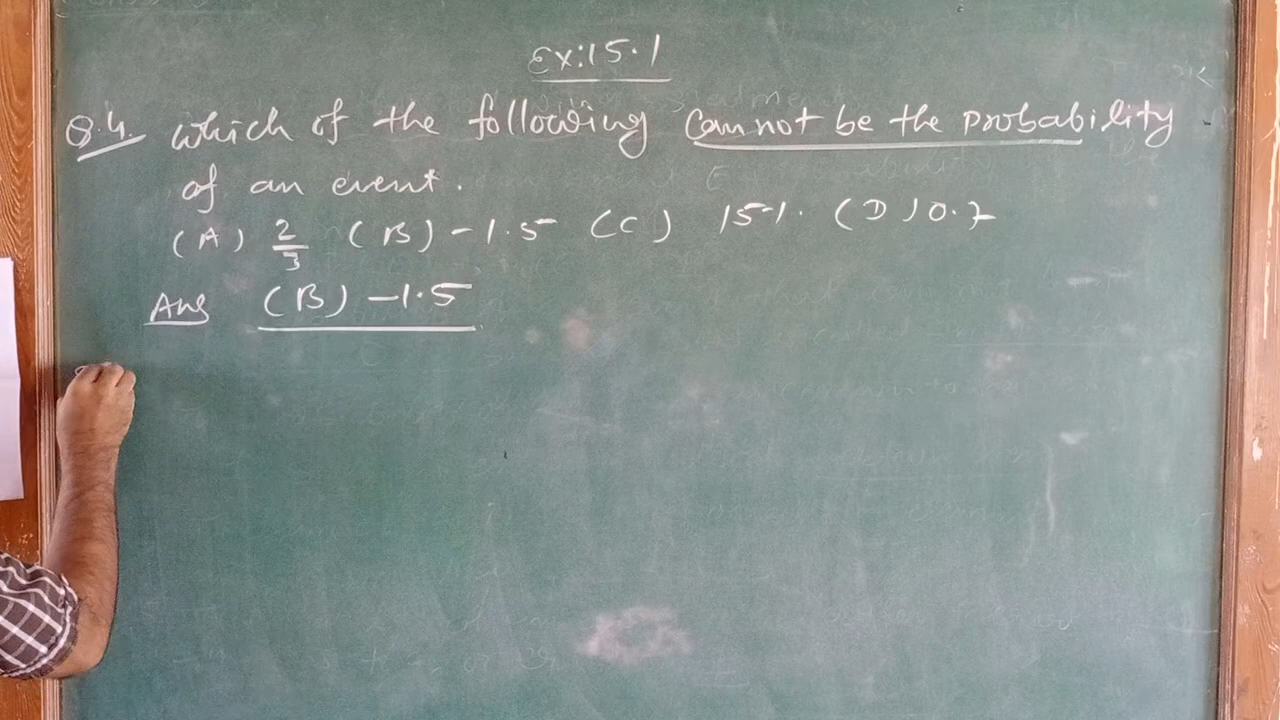 Ex:15.1
Q.4. which of the following cannot be the probability
of an event.
(A) 2/3 (B) -1.5 (C) 15%. (D) 0.7
Ans (B) -1.5